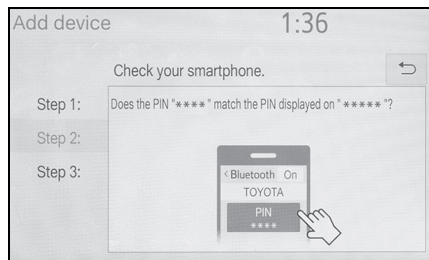 Add device
1:36
Check your smartphone.
Step 1:
Does the PIN "****" match the PIN displayed on "*****"?
Step 2:
Step 3:
< Bluetooth On
TOYOTA
PIN
****